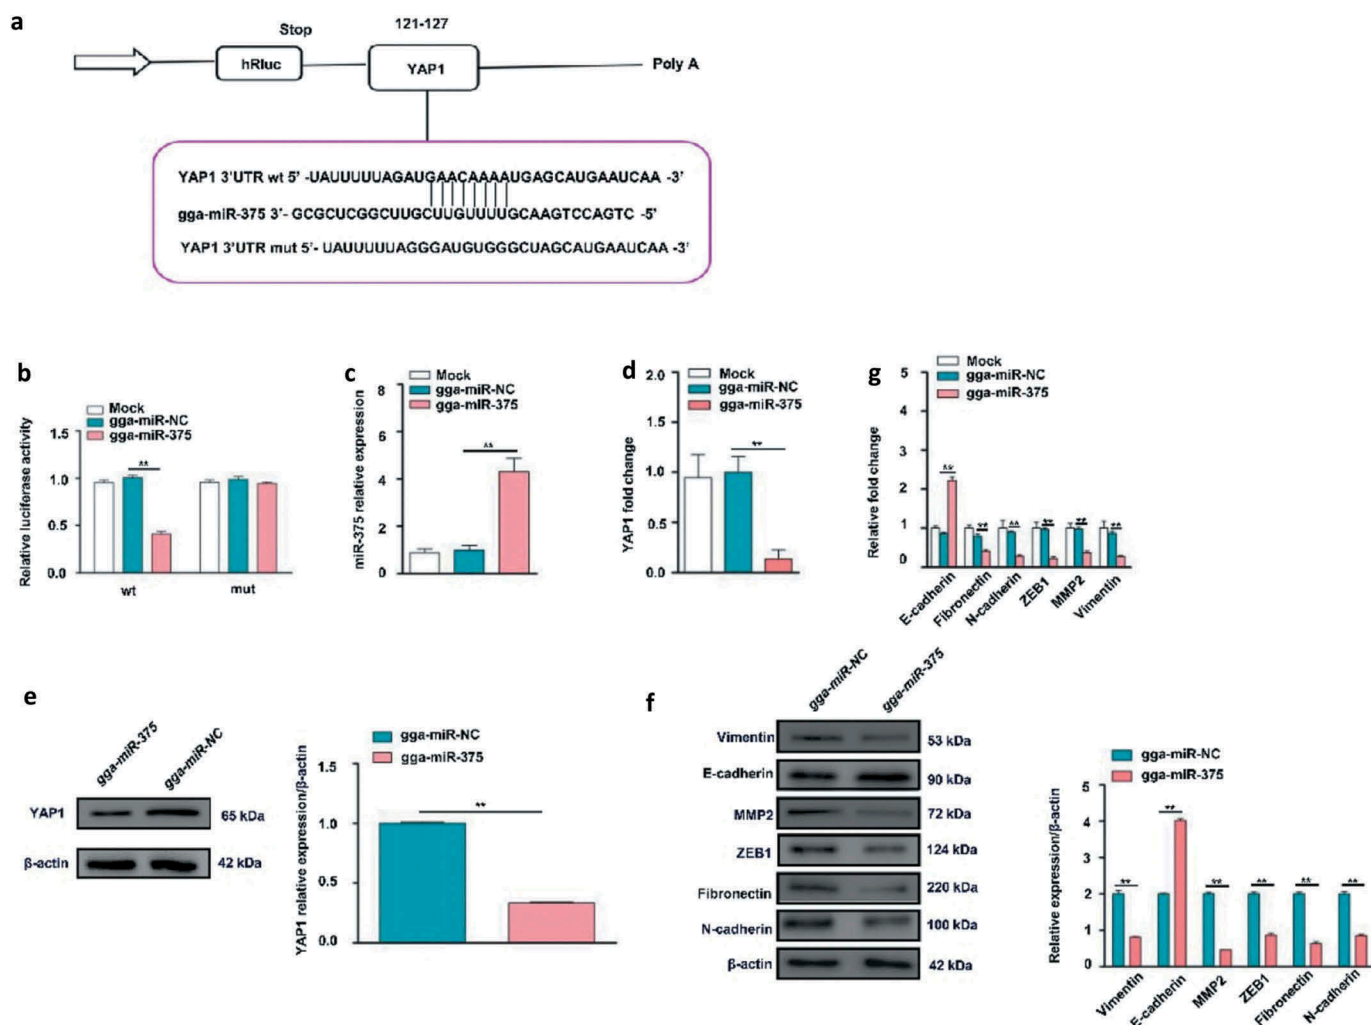 a
Stop
121-127
hRluc
YAP1
Poly A
YAP1 3'UTR wt 5' -UAUUUUUAGAUGAACAAAAUGAGCAUGAAUCAA -3'
gga-miR-375 3'- GCGCUCGGCUUGCUUGUUUUGCAAGTCCAGTC -5'
YAP1 3'UTR mut 5'- UAUUUUUAGGGAUGUGGGCUAGCAUGAAUCAA -3'
b
Mock
gga-miR-NC
gga-miR-375
Relative luciferase activity
1.5
1.0
0.5
0.0
**
wt
mut
c
Mock
gga-miR-NC
gga-miR-375
miR-375 relative expression
8
6
4
2
0
**
d
Mock
gga-miR-NC
gga-miR-375
YAP1 fold change
2.0
1.5
1.0
0.5
0.0
**
g
Mock
gga-miR-NC
gga-miR-375
Relative fold change
5
4
3
2
1
0
** ** ** ** ** **
E-cadherin
Fibronectin
N-cadherin
ZEB1
MMP2
Vimentin
e
gga-miR-375
gga-miR-NC
YAP1
65 kDa
β-actin
42 kDa
gga-miR-NC
gga-miR-375
YAP1 relative expression/β-actin
1.5
1.0
0.5
0.0
**
f
gga-miR-NC
gga-miR-375
Vimentin
53 kDa
E-cadherin
90 kDa
MMP2
72 kDa
ZEB1
124 kDa
Fibronectin
220 kDa
N-cadherin
100 kDa
β-actin
42 kDa
gga-miR-NC
gga-miR-375
Relative expression/β-actin
5
4
3
2
1
0
** ** ** ** ** **
Vimentin
E-cadherin
MMP2
ZEB1
Fibronectin
N-cadherin